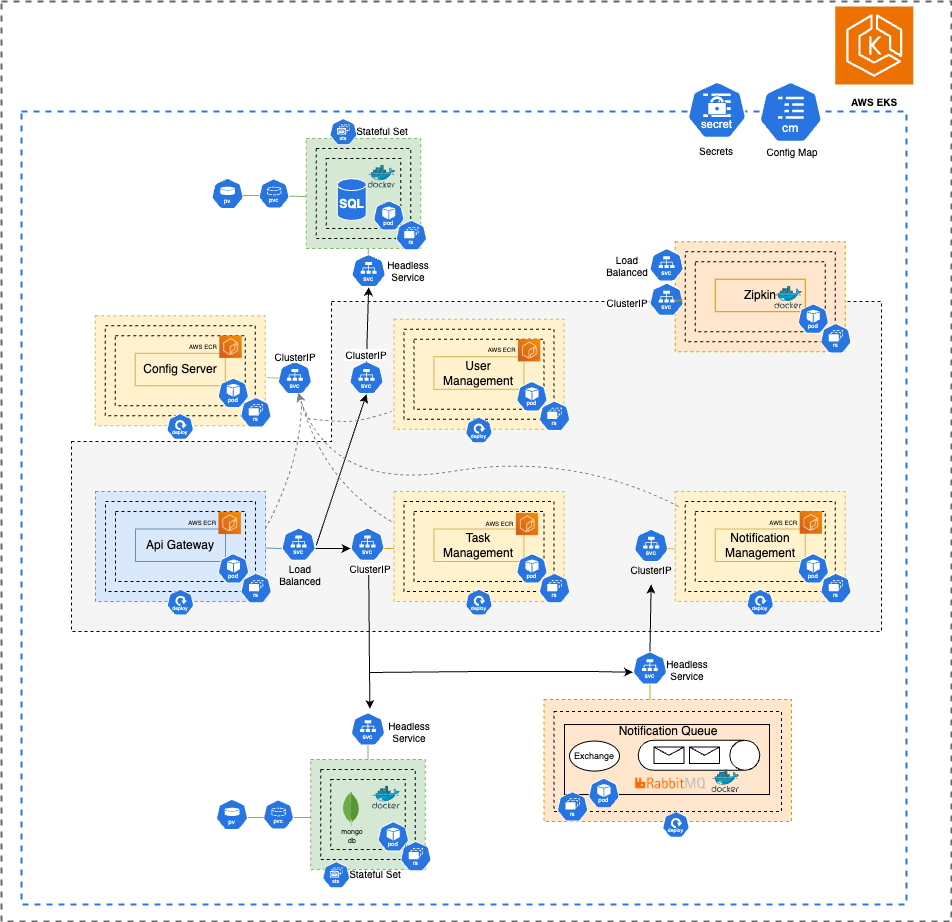 AWS EKS
secret
cm
Secrets
Config Map
sts
Stateful Set
docker
SQL
pod
rs
pv
pvc
svc
Headless
Service
Load
Balanced
svc
ClusterIP
svc
Zipkin
docker
pod
rs
AWS ECR
Config Server
pod
rs
deploy
ClusterIP
svc
ClusterIP
svc
AWS ECR
User
Management
pod
rs
deploy
AWS ECR
Api Gateway
pod
rs
deploy
svc
Load
Balanced
svc
ClusterIP
AWS ECR
Task
Management
pod
rs
deploy
svc
ClusterIP
AWS ECR
Notification
Management
pod
rs
deploy
svc
Headless
Service
svc
Headless
Service
Notification Queue
Exchange
RabbitMQ
docker
pod
rs
deploy
pv
pvc
docker
mongo
db
pod
rs
sts
Stateful Set